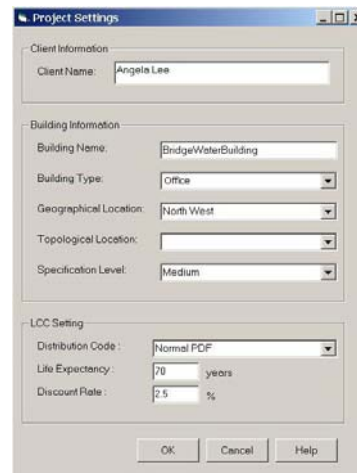 Project Settings
Client Information
Client Name: Angela Lee
Building Information
Building Name: BridgeWaterBuilding
Building Type: Office
Geographical Location: North West
Topological Location:
Specification Level: Medium
LCC Setting
Distribution Code : Normal PDF
Life Expectancy : 70 years
Discount Rate : 2.5 %
OK Cancel Help